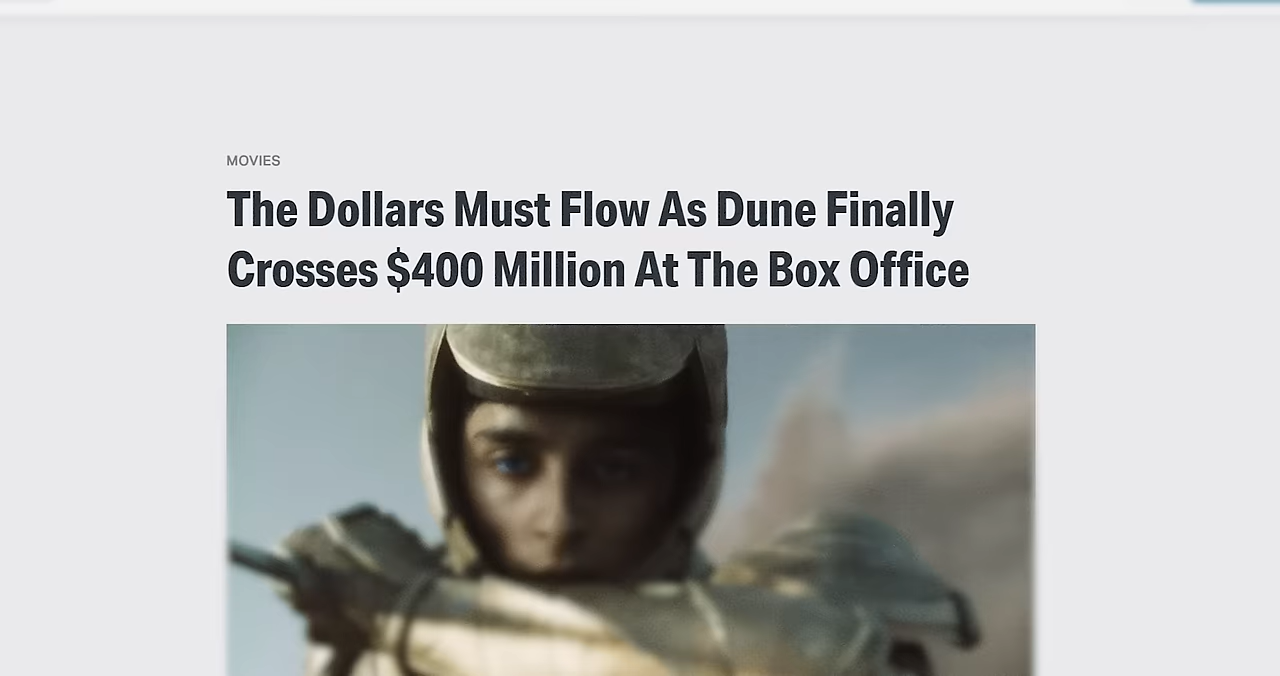 MOVIES
The Dollars Must Flow As Dune Finally
Crosses $400 Million At The Box Office